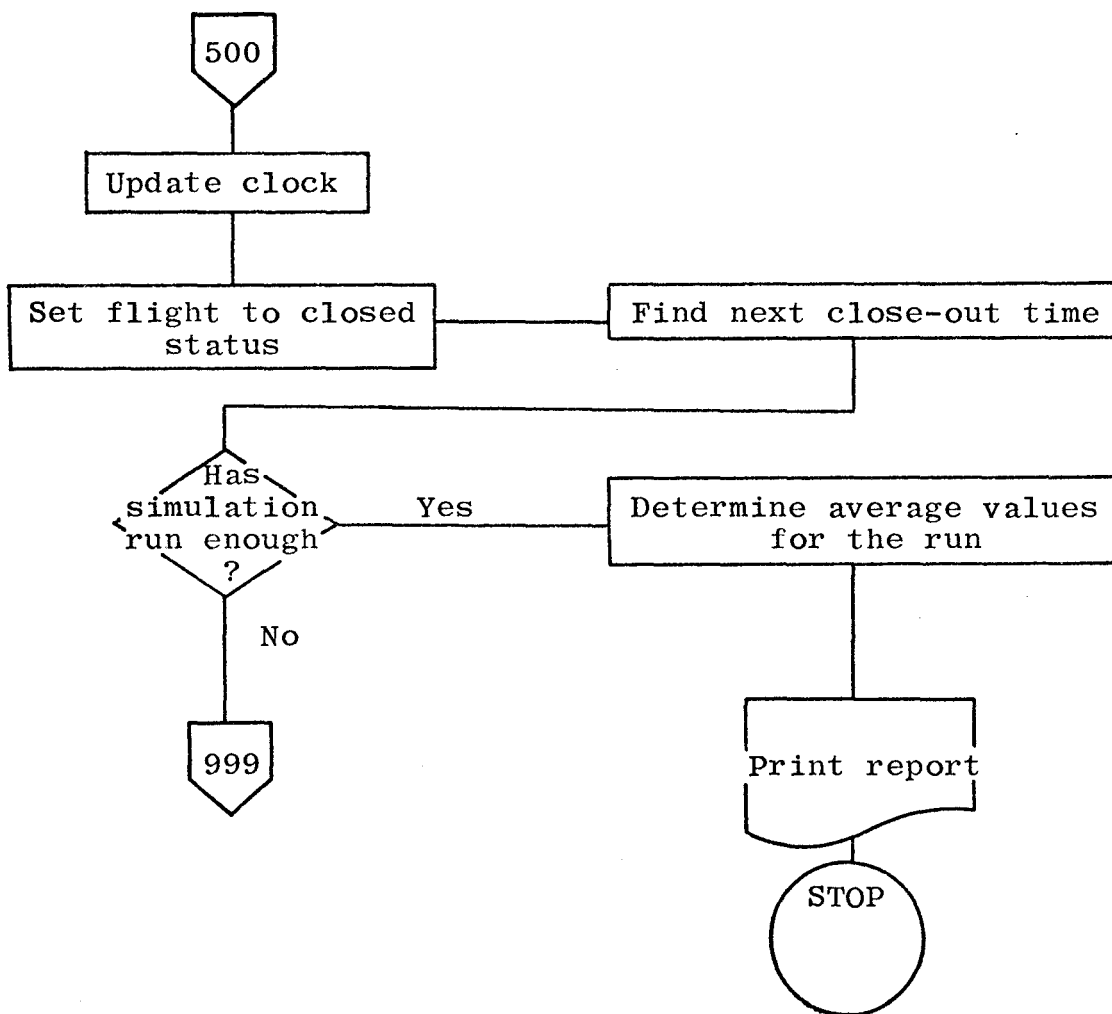 500
Update clock
Set flight to closed
status
Find next close-out time
Has
simulation
run enough
?
Yes
Determine average values
for the run
No
999
Print report
STOP